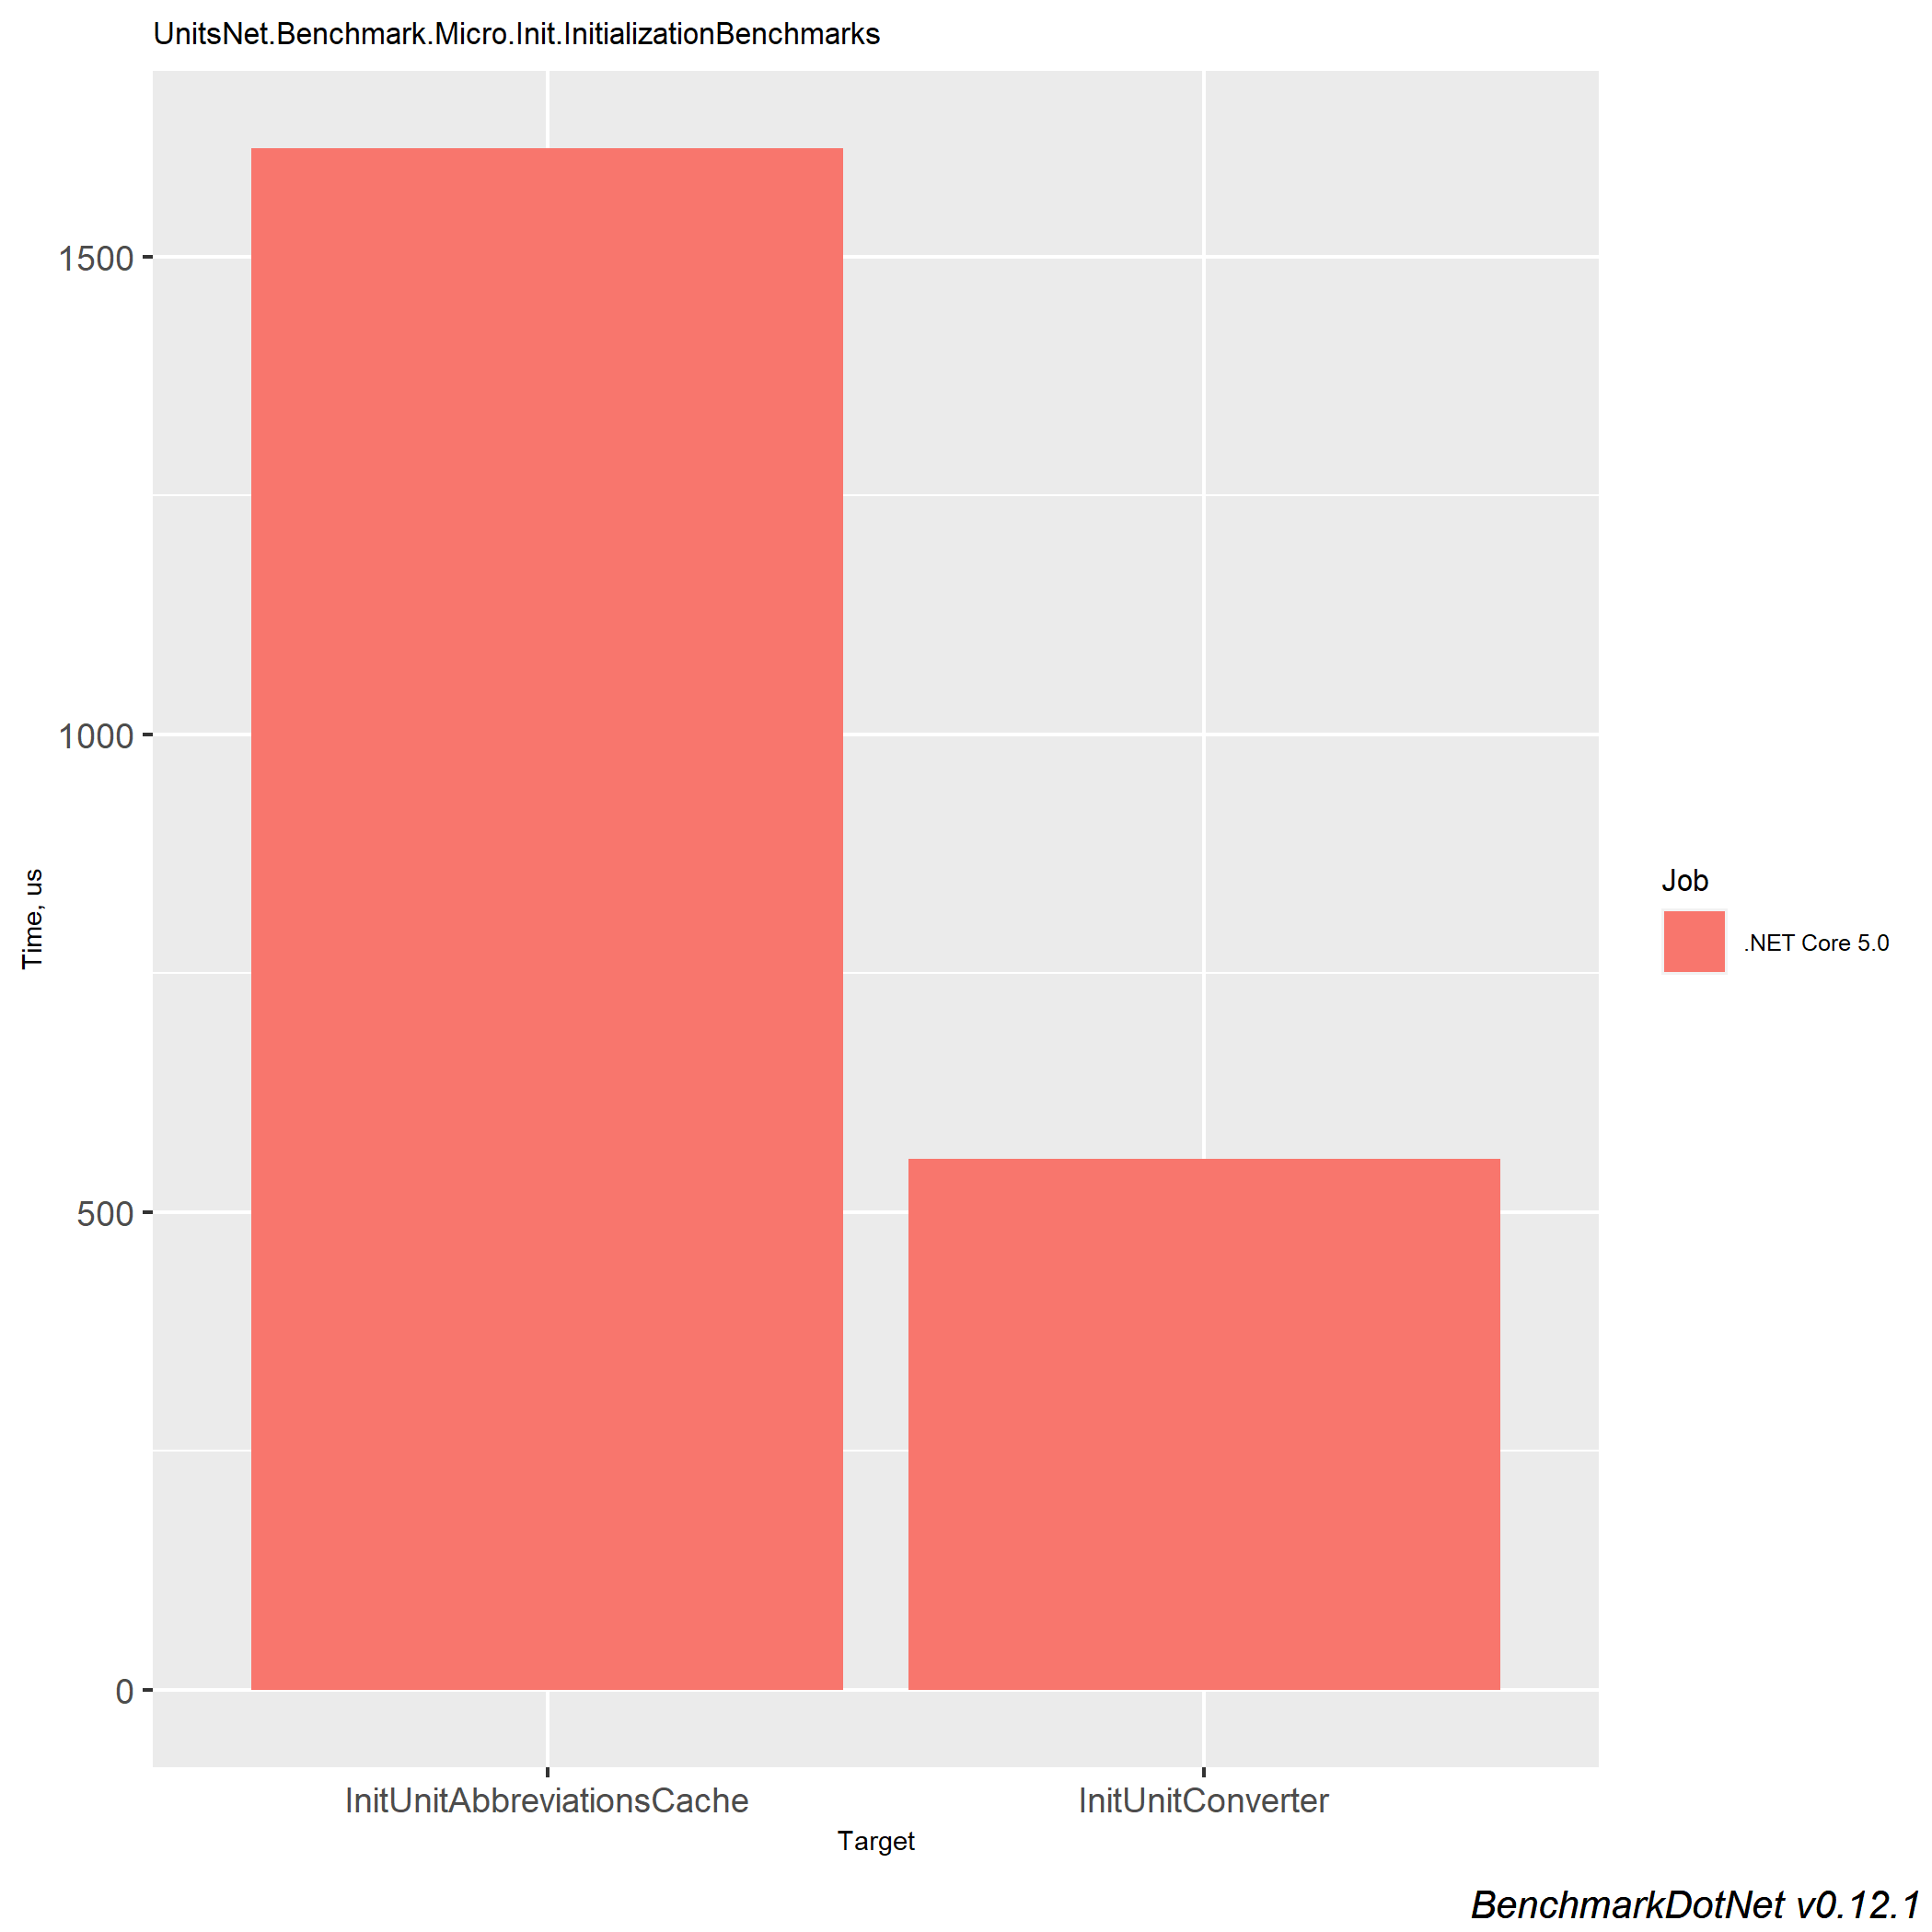 UnitsNet.Benchmark.Micro.Init.InitializationBenchmarks
1500
1000
500
0
Time, us
InitUnitAbbreviationsCache
InitUnitConverter
Target
Job
.NET Core 5.0
BenchmarkDotNet v0.12.1